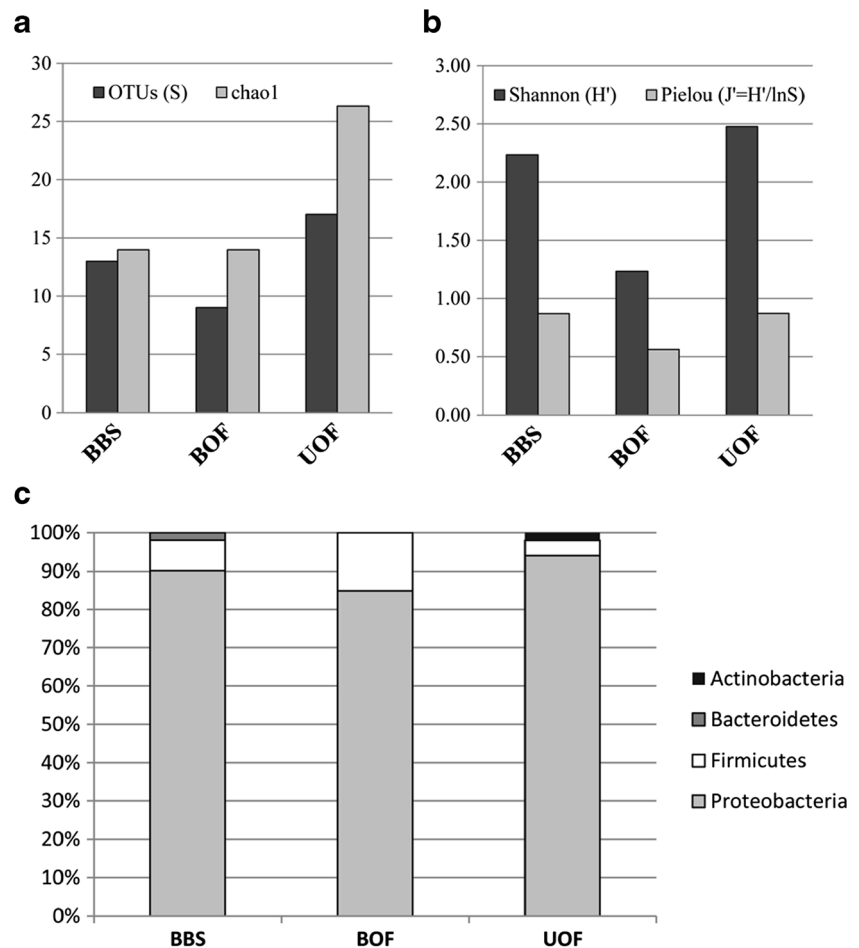 a
30
25
20
15
10
5
0
OTUs (S) chao1
BBS BOF UOF
b
3.00
2.50
2.00
1.50
1.00
0.50
0.00
Shannon (H') Pielou (J'=H'/lnS)
BBS BOF UOF
c
100%
90%
80%
70%
60%
50%
40%
30%
20%
10%
0%
BBS BOF UOF
Actinobacteria
Bacteroidetes
Firmicutes
Proteobacteria